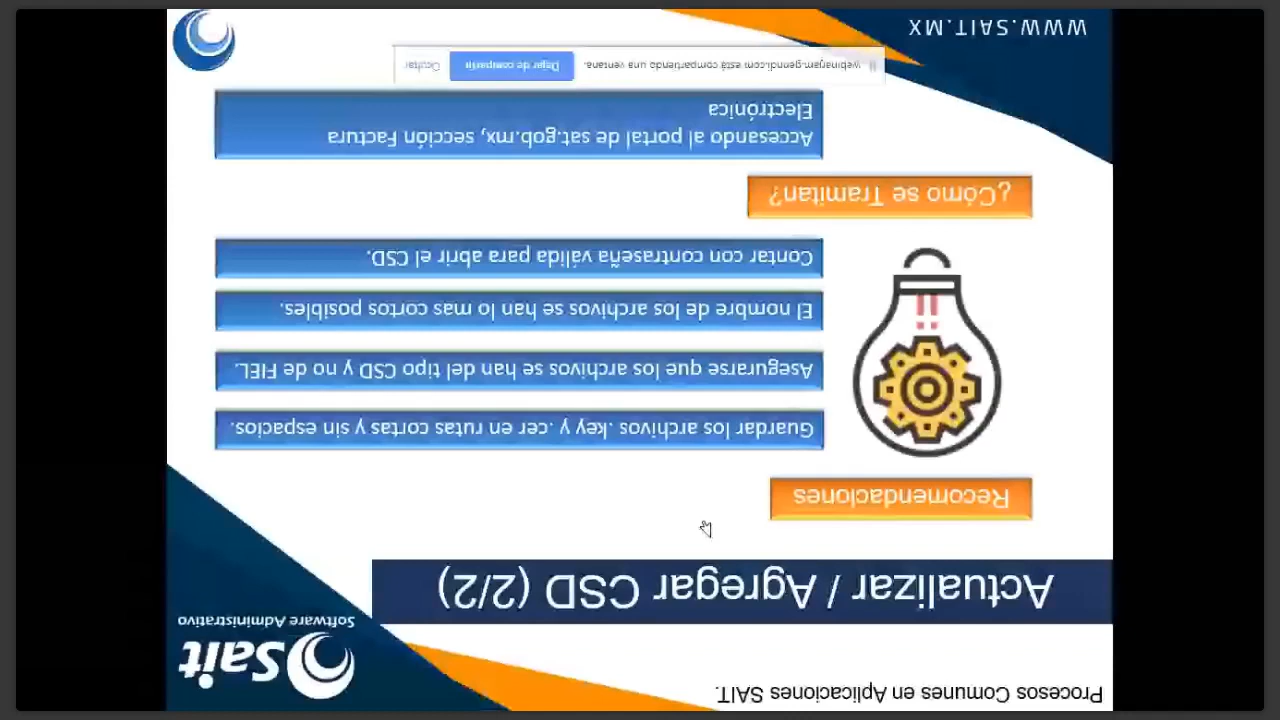 Procesos Comunes en Aplicaciones SAIT.
Sait
Software Administrativo
Actualizar / Agregar CSD (2/2)
Recomendaciones
Guardar los archivos .key y .cer en rutas cortas y sin espacios.
Asegurarse que los archivos se han del tipo CSD y no de FIEL.
El nombre de los archivos se han lo mas cortos posibles.
Contar con contraseña válida para abrir el CSD.
¿Cómo se Tramitan?
Accesando al portal de sat.gob.mx, sección Factura
Electrónica
webinarjam.genndi.com está compartiendo una ventana. Dejar de compartir Ocultar
WWW.SAIT.MX